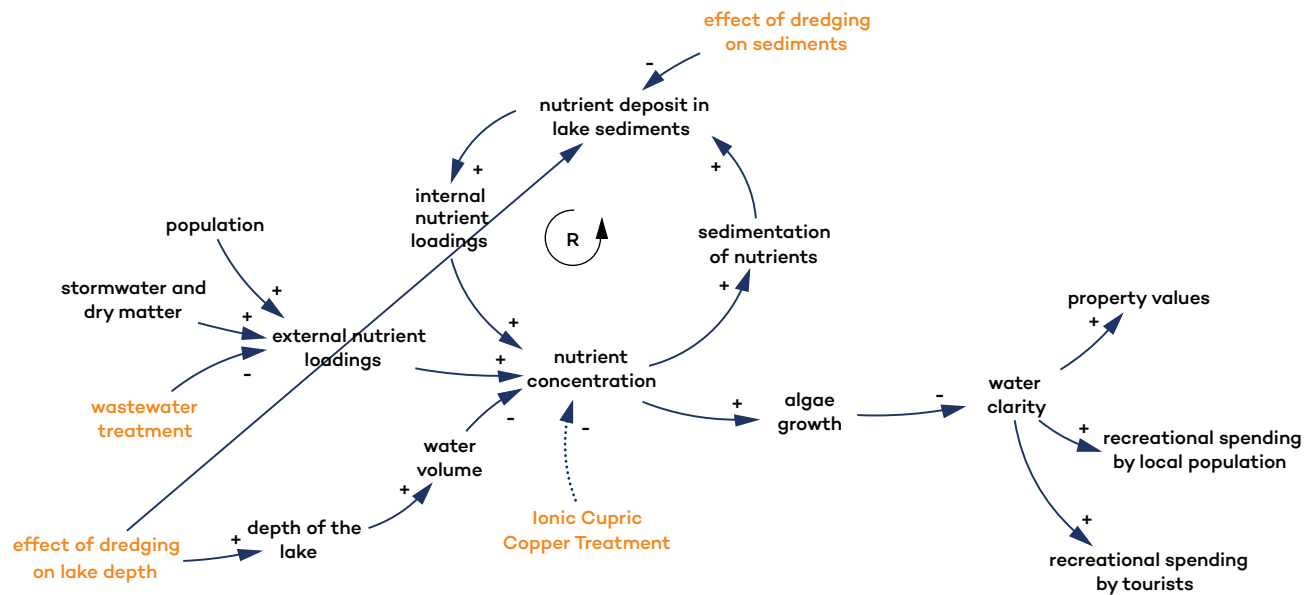 effect of dredging
on sediments
-
nutrient deposit in
lake sediments
+
+
internal
nutrient
loadings
population
R
sedimentation
of nutrients
stormwater and
dry matter
+
+
+
external nutrient
loadings
-
+
+
nutrient
concentration
wastewater
treatment
-
-
+
algae
growth
-
water
clarity
+
property values
+
recreational spending
by local population
+
recreational spending
by tourists
water
volume
+
depth of the
lake
+
effect of dredging
on lake depth
Ionic Cupric
Copper Treatment